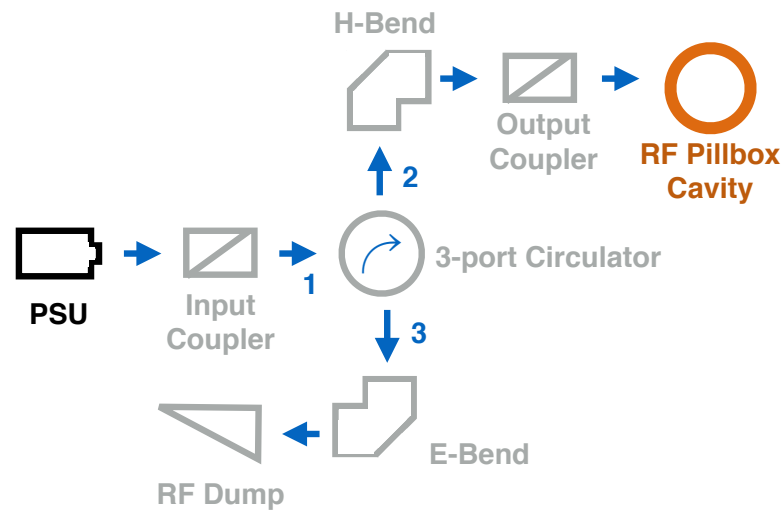 H-Bend
Output
Coupler
RF Pillbox
Cavity
2
PSU
Input
Coupler
1
3-port Circulator
3
E-Bend
RF Dump